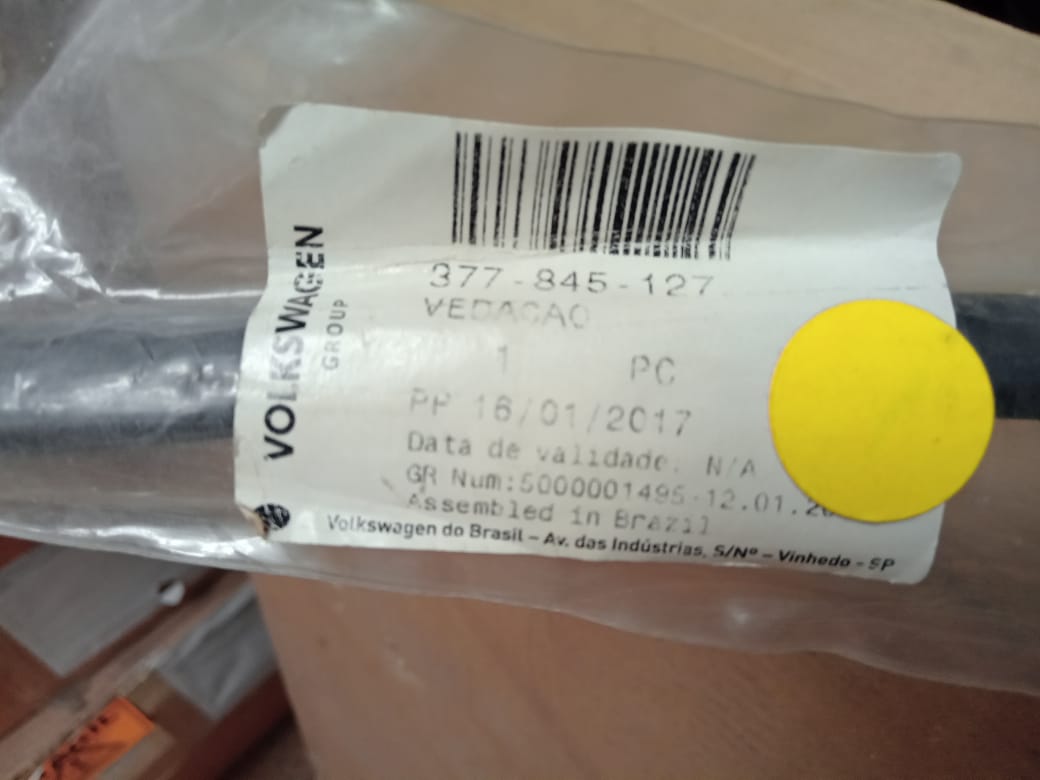 VOLKSWAGEN
GROUP
377-845-127
VEDACAO
1 PC
PP 16/01/2017
Data de validade. N/A
GR Num:5000001495-12.01.20
Assembled in Brazil
Volkswagen do Brasil – Av. das Indústrias, S/Nº – Vinhedo - SP